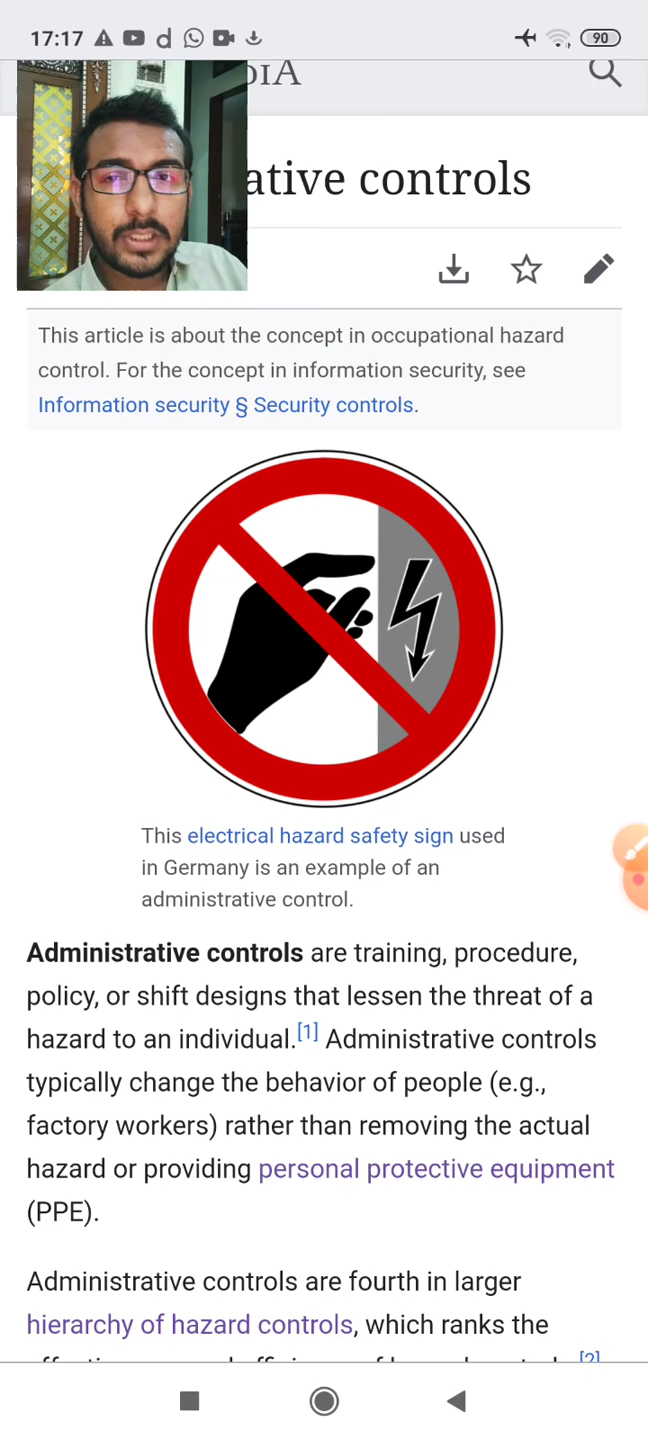 17:17
90
ative controls
This article is about the concept in occupational hazard
control. For the concept in information security, see
Information security § Security controls.
This electrical hazard safety sign used
in Germany is an example of an
administrative control.
Administrative controls are training, procedure,
policy, or shift designs that lessen the threat of a
hazard to an individual.[1] Administrative controls
typically change the behavior of people (e.g.,
factory workers) rather than removing the actual
hazard or providing personal protective equipment
(PPE).
Administrative controls are fourth in larger
hierarchy of hazard controls, which ranks the